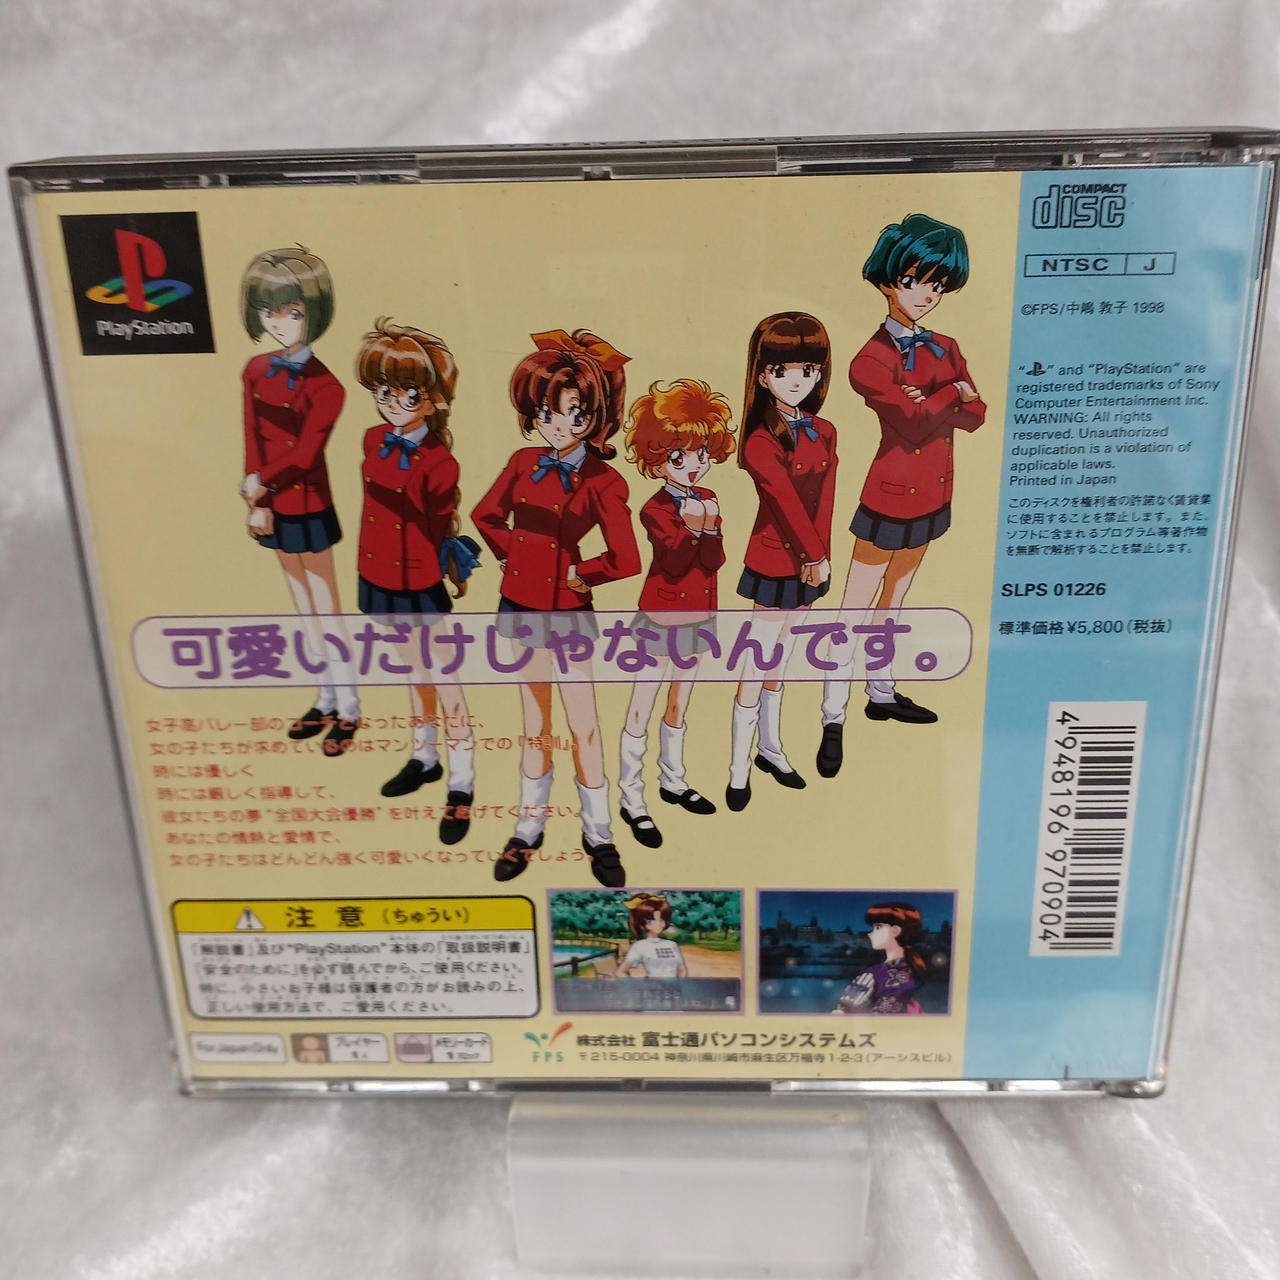 PlayStation
COMPACT
disc
NTSC J
©FPS/中嶋 敦子 1998
"PS" and "PlayStation" are
registered trademarks of Sony
Computer Entertainment Inc.
WARNING: All rights
reserved. Unauthorized
duplication is a violation of
applicable laws.
Printed in Japan
このディスクを権利者の許諾なく賃貸業
に使用することを禁止します。また、
ソフトに含まれるプログラム等著作物
を無断で解析することを禁止します。
SLPS 01226
標準価格¥5,800(税抜)
4948196970904
可愛いだけじゃないんです。
女子高バレー部のコーチとなったあなたに、
女の子たちが求めているのはマンツーマンでの『特訓』。
時には優しく
時には厳しく指導して、
彼女たちの夢"全国大会優勝"を叶えてあげてください。
あなたの情熱と愛情で、
女の子たちはどんどん強く可愛いくなっていくでしょう。
注意(ちゅうい)
「解説書」及び"PlayStation"本体の「取扱説明書」
「安全のために」を必ず読んでから、ご使用ください。
特に、小さいお子様は保護者の方がお読みの上、
正しい使用方法で、ご愛用ください。
For Japan Only
プレイヤー
1人
メモリーカード
1ブロック
FPS
株式会社 富士通パソコンシステムズ
〒215-0004 神奈川県川崎市麻生区万福寺1-2-3(アーシスビル)